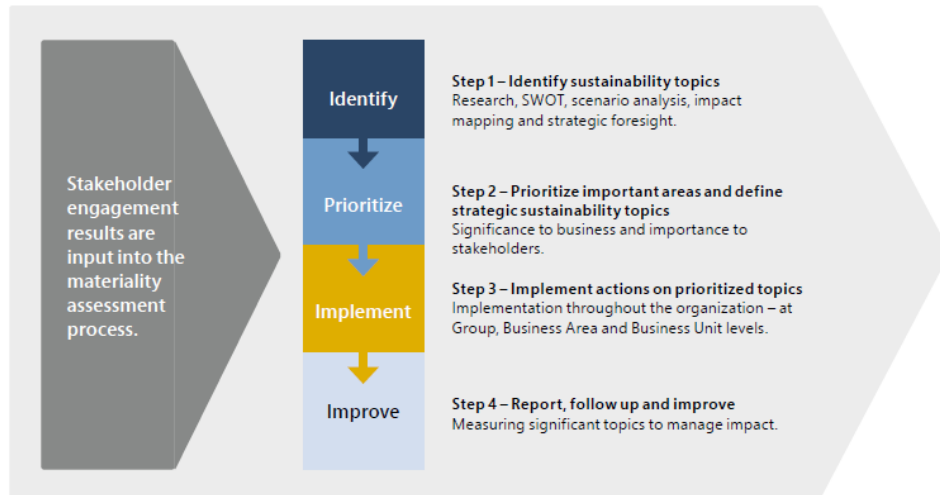 Stakeholder
engagement
results are
input into the
materiality
assessment
process.
Identify
Step 1 – Identify sustainability topics
Research, SWOT, scenario analysis, impact
mapping and strategic foresight.
Prioritize
Step 2 – Prioritize important areas and define
strategic sustainability topics
Significance to business and importance to
stakeholders.
Implement
Step 3 – Implement actions on prioritized topics
Implementation throughout the organization – at
Group, Business Area and Business Unit levels.
Improve
Step 4 – Report, follow up and improve
Measuring significant topics to manage impact.